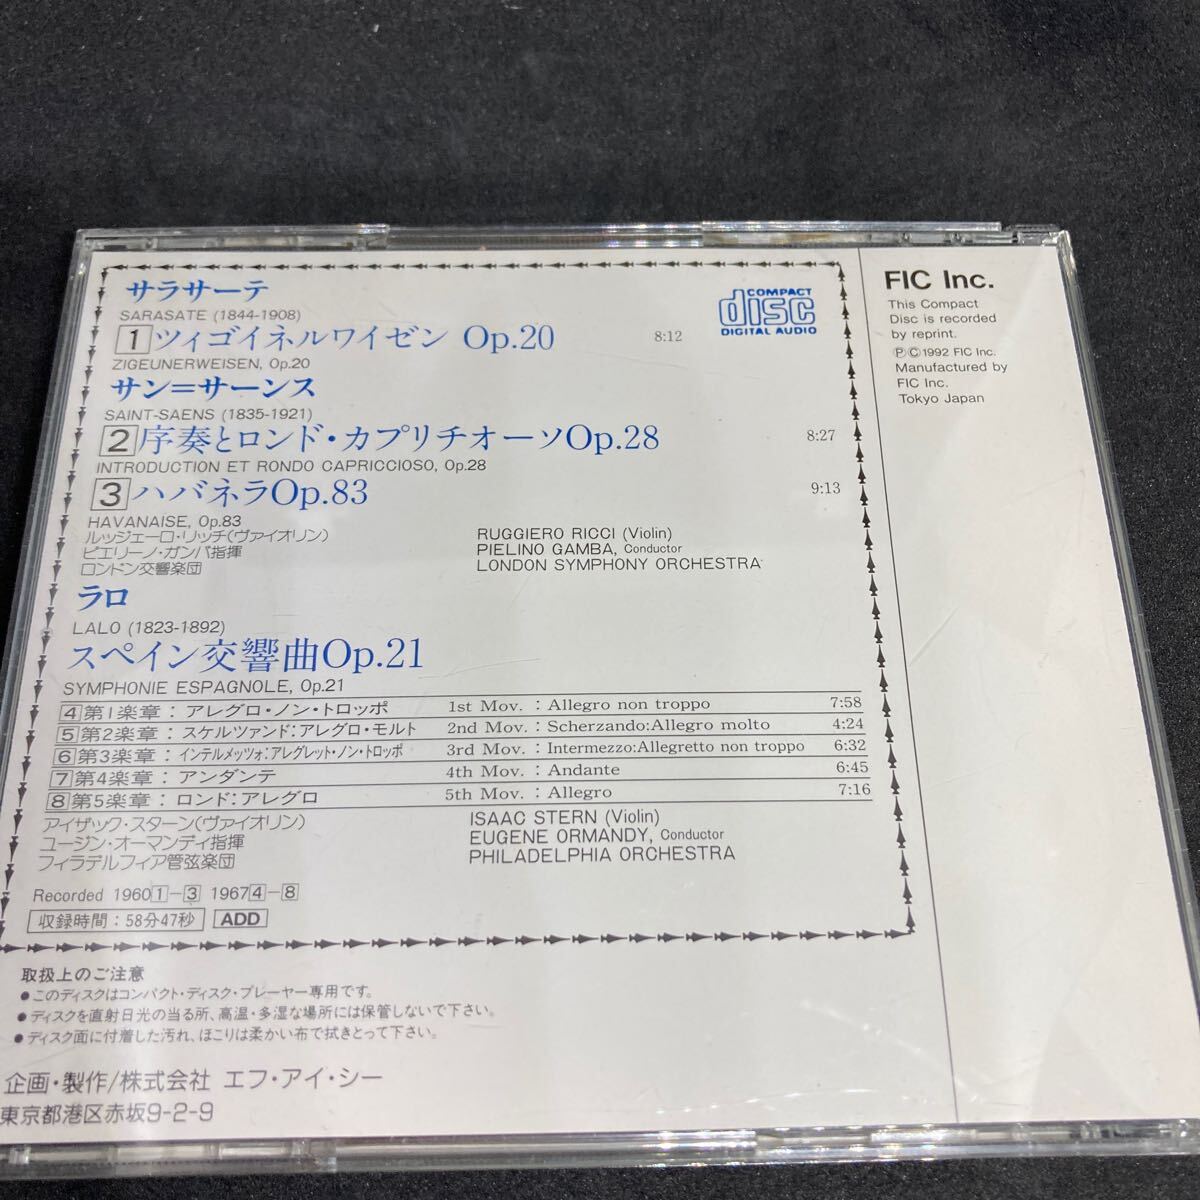 サラサーテ
SARASATE (1844-1908)
1 ツィゴイネルワイゼン Op.20 8:12
ZIGEUNERWEISEN, Op.20
サン＝サーンス
SAINT-SAENS (1835-1921)
2 序奏とロンド・カプリチオーソOp.28 8:27
INTRODUCTION ET RONDO CAPRICCIOSO, Op.28
3 ハバネラOp.83 9:13
HAVANAISE, Op.83
ルッジェーロ・リッチ(ヴァイオリン) RUGGIERO RICCI (Violin)
ピエリーノ・ガンバ指揮 PIELINO GAMBA, Conductor
ロンドン交響楽団 LONDON SYMPHONY ORCHESTRA
ラロ
LALO (1823-1892)
スペイン交響曲Op.21
SYMPHONIE ESPAGNOLE, Op.21
4 第1楽章：アレグロ・ノン・トロッポ 1st Mov.：Allegro non troppo 7:58
5 第2楽章：スケルツァンド：アレグロ・モルト 2nd Mov.：Scherzando:Allegro molto 4:24
6 第3楽章：インテルメッツォ：アレグレット・ノン・トロッポ 3rd Mov.：Intermezzo:Allegretto non troppo 6:32
7 第4楽章：アンダンテ 4th Mov.：Andante 6:45
8 第5楽章：ロンド：アレグロ 5th Mov.：Allegro 7:16
アイザック・スターン(ヴァイオリン) ISAAC STERN (Violin)
ユージン・オーマンディ指揮 EUGENE ORMANDY, Conductor
フィラデルフィア管弦楽団 PHILADELPHIA ORCHESTRA
Recorded 1960 1-3 1967 4-8
収録時間：58分47秒 ADD
COMPACT
disc
DIGITAL AUDIO
取扱上のご注意
●このディスクはコンパクト・ディスク・プレーヤー専用です。
●ディスクを直射日光の当る所、高温・多湿な場所には保管しないで下さい。
●ディスク面に付着した汚れ、ほこりは柔かい布で拭きとって下さい。
企画・製作/株式会社 エフ・アイ・シー
東京都港区赤坂9-2-9
FIC Inc.
This Compact
Disc is recorded
by reprint.
ⓅⒸ1992 FIC Inc.
Manufactured by
FIC Inc.
Tokyo Japan